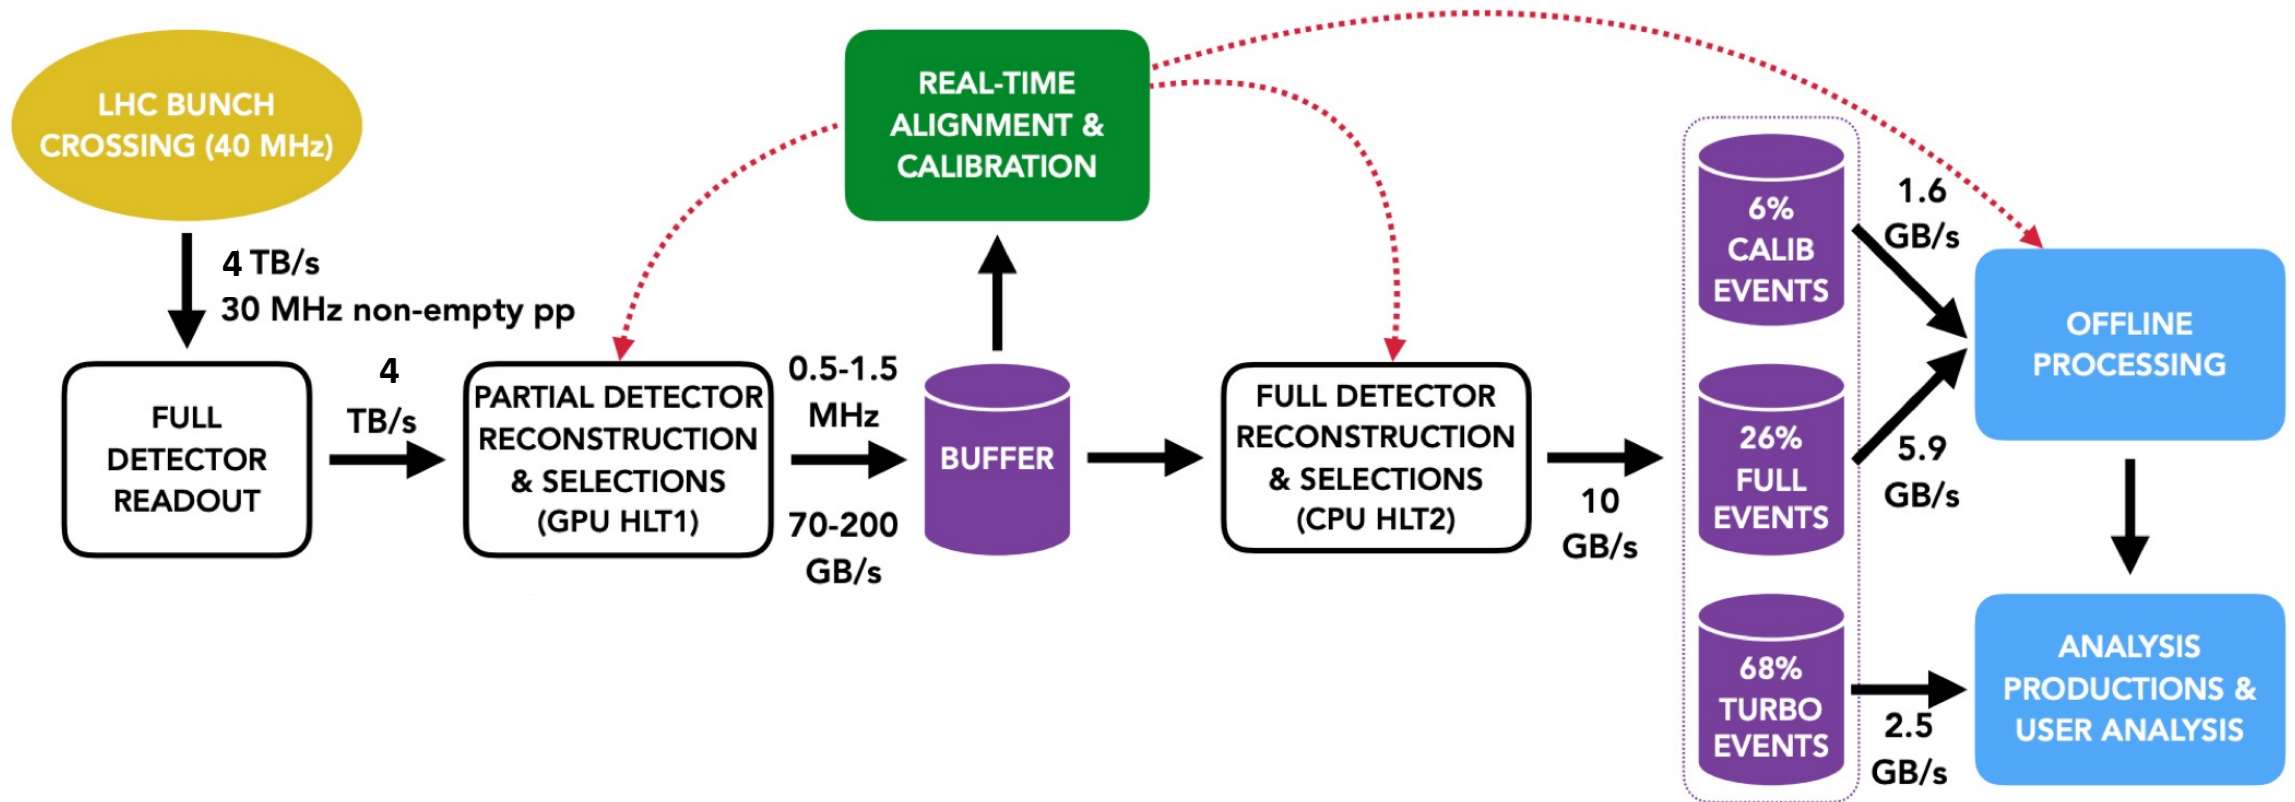 LHC BUNCH
CROSSING (40 MHz)
4 TB/s
30 MHz non-empty pp
FULL
DETECTOR
READOUT
4
TB/s
PARTIAL DETECTOR
RECONSTRUCTION
& SELECTIONS
(GPU HLT1)
0.5-1.5
MHz
70-200
GB/s
BUFFER
REAL-TIME
ALIGNMENT &
CALIBRATION
FULL DETECTOR
RECONSTRUCTION
& SELECTIONS
(CPU HLT2)
10
GB/s
6%
CALIB
EVENTS
1.6
GB/s
26%
FULL
EVENTS
5.9
GB/s
68%
TURBO
EVENTS
2.5
GB/s
OFFLINE
PROCESSING
ANALYSIS
PRODUCTIONS &
USER ANALYSIS